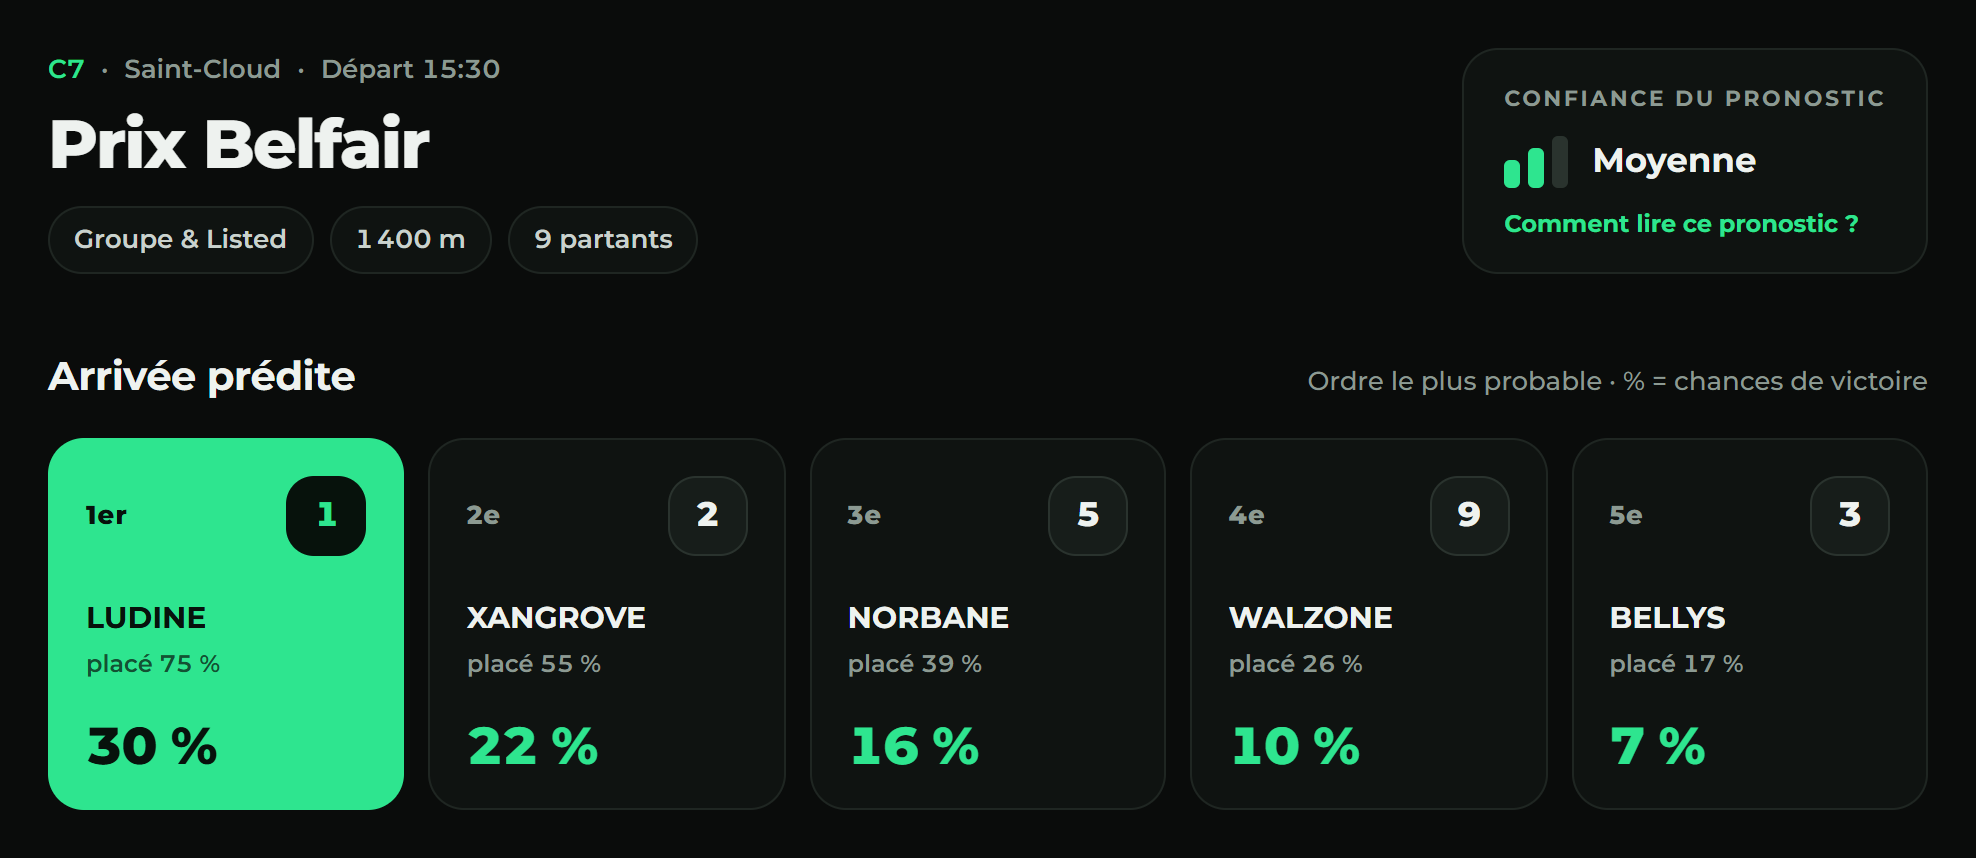 C7 · Saint-Cloud · Départ 15:30
Prix Belfair
Groupe & Listed
1 400 m
9 partants
CONFIANCE DU PRONOSTIC
Moyenne
Comment lire ce pronostic ?
Arrivée prédite
Ordre le plus probable · % = chances de victoire
1er
1
LUDINE
placé 75 %
30 %
2e
2
XANGROVE
placé 55 %
22 %
3e
5
NORBANE
placé 39 %
16 %
4e
9
WALZONE
placé 26 %
10 %
5e
3
BELLYS
placé 17 %
7 %